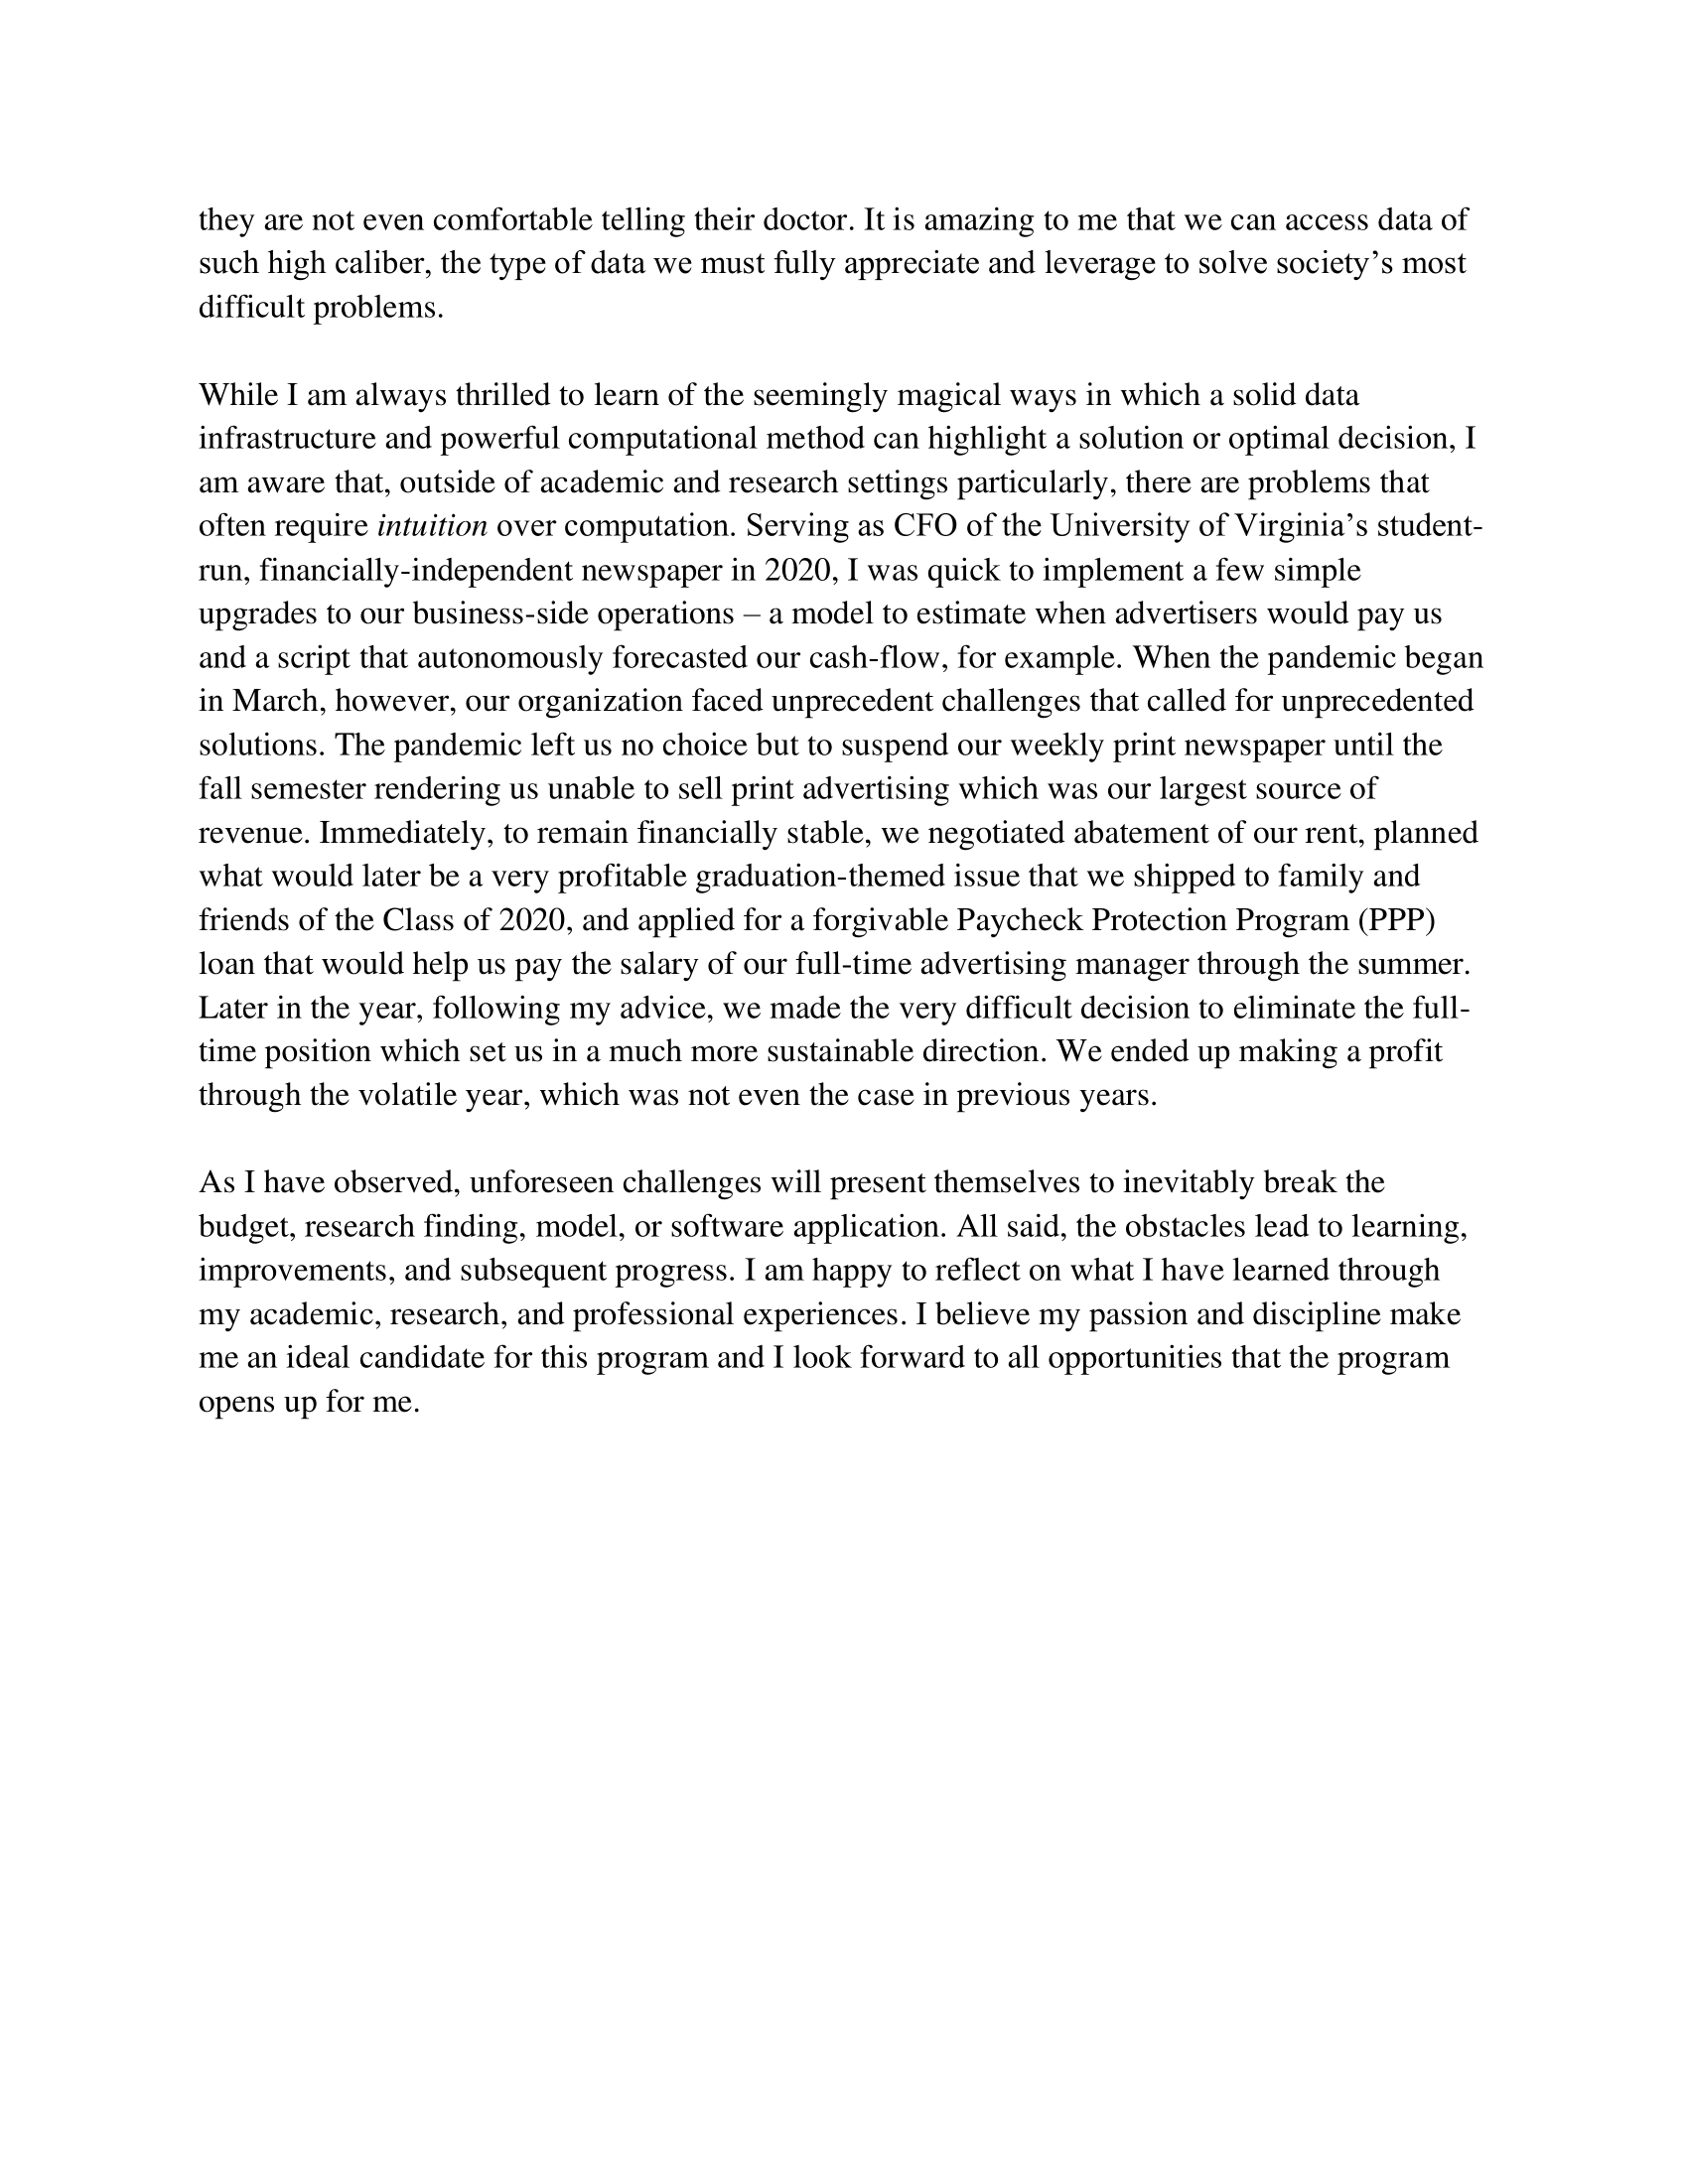 they are not even comfortable telling their doctor. It is amazing to me that we can access data of
such high caliber, the type of data we must fully appreciate and leverage to solve society’s most
difficult problems.
While I am always thrilled to learn of the seemingly magical ways in which a solid data
infrastructure and powerful computational method can highlight a solution or optimal decision, I
am aware that, outside of academic and research settings particularly, there are problems that
often require intuition over computation. Serving as CFO of the University of Virginia’s student-
run, financially-independent newspaper in 2020, I was quick to implement a few simple
upgrades to our business-side operations – a model to estimate when advertisers would pay us
and a script that autonomously forecasted our cash-flow, for example. When the pandemic began
in March, however, our organization faced unprecedent challenges that called for unprecedented
solutions. The pandemic left us no choice but to suspend our weekly print newspaper until the
fall semester rendering us unable to sell print advertising which was our largest source of
revenue. Immediately, to remain financially stable, we negotiated abatement of our rent, planned
what would later be a very profitable graduation-themed issue that we shipped to family and
friends of the Class of 2020, and applied for a forgivable Paycheck Protection Program (PPP)
loan that would help us pay the salary of our full-time advertising manager through the summer.
Later in the year, following my advice, we made the very difficult decision to eliminate the full-
time position which set us in a much more sustainable direction. We ended up making a profit
through the volatile year, which was not even the case in previous years.
As I have observed, unforeseen challenges will present themselves to inevitably break the
budget, research finding, model, or software application. All said, the obstacles lead to learning,
improvements, and subsequent progress. I am happy to reflect on what I have learned through
my academic, research, and professional experiences. I believe my passion and discipline make
me an ideal candidate for this program and I look forward to all opportunities that the program
opens up for me.